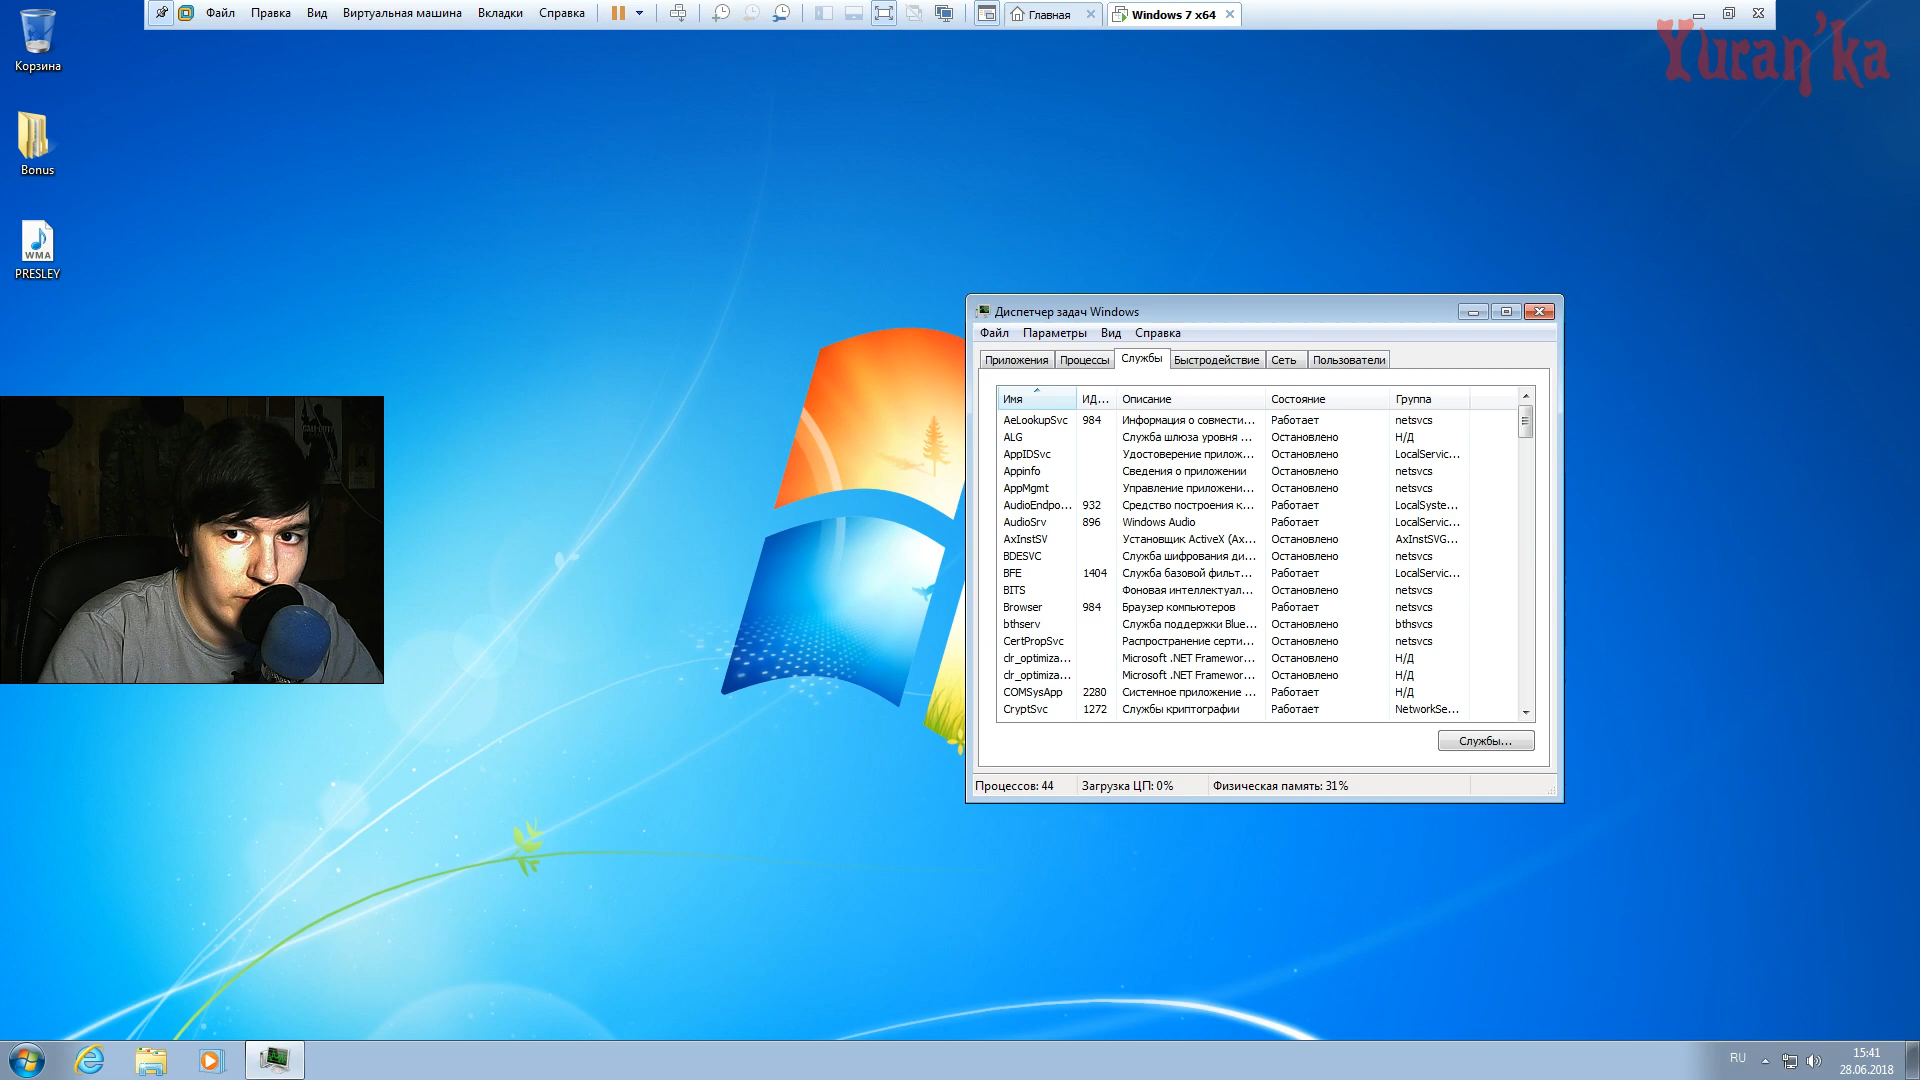 Файл Правка Вид Виртуальная машина Вкладки Справка Главная Windows 7 x64
Yuran'ka
Корзина
Bonus
WMA
PRESLEY
Диспетчер задач Windows
Файл Параметры Вид Справка
Приложения Процессы Службы Быстродействие Сеть Пользователи
Имя ИД... Описание Состояние Группа
AeLookupSvc 984 Информация о совмести... Работает netsvcs
ALG Служба шлюза уровня ... Остановлено Н/Д
AppIDSvc Удостоверение прилож... Остановлено LocalServic...
Appinfo Сведения о приложении Остановлено netsvcs
AppMgmt Управление приложени... Остановлено netsvcs
AudioEndpo... 932 Средство построения к... Работает LocalSyste...
AudioSrv 896 Windows Audio Работает LocalServic...
AxInstSV Установщик ActiveX (Ax... Остановлено AxInstSVG...
BDESVC Служба шифрования ди... Остановлено netsvcs
BFE 1404 Служба базовой фильт... Работает LocalServic...
BITS Фоновая интеллектуал... Остановлено netsvcs
Browser 984 Браузер компьютеров Работает netsvcs
bthserv Служба поддержки Blue... Остановлено bthsvcs
CertPropSvc Распространение серти... Остановлено netsvcs
clr_optimiza... Microsoft .NET Framewor... Остановлено Н/Д
clr_optimiza... Microsoft .NET Framewor... Остановлено Н/Д
COMSysApp 2280 Системное приложение ... Работает Н/Д
CryptSvc 1272 Службы криптографии Работает NetworkSe...
Службы...
Процессов: 44 Загрузка ЦП: 0% Физическая память: 31%
RU
15:41
28.06.2018